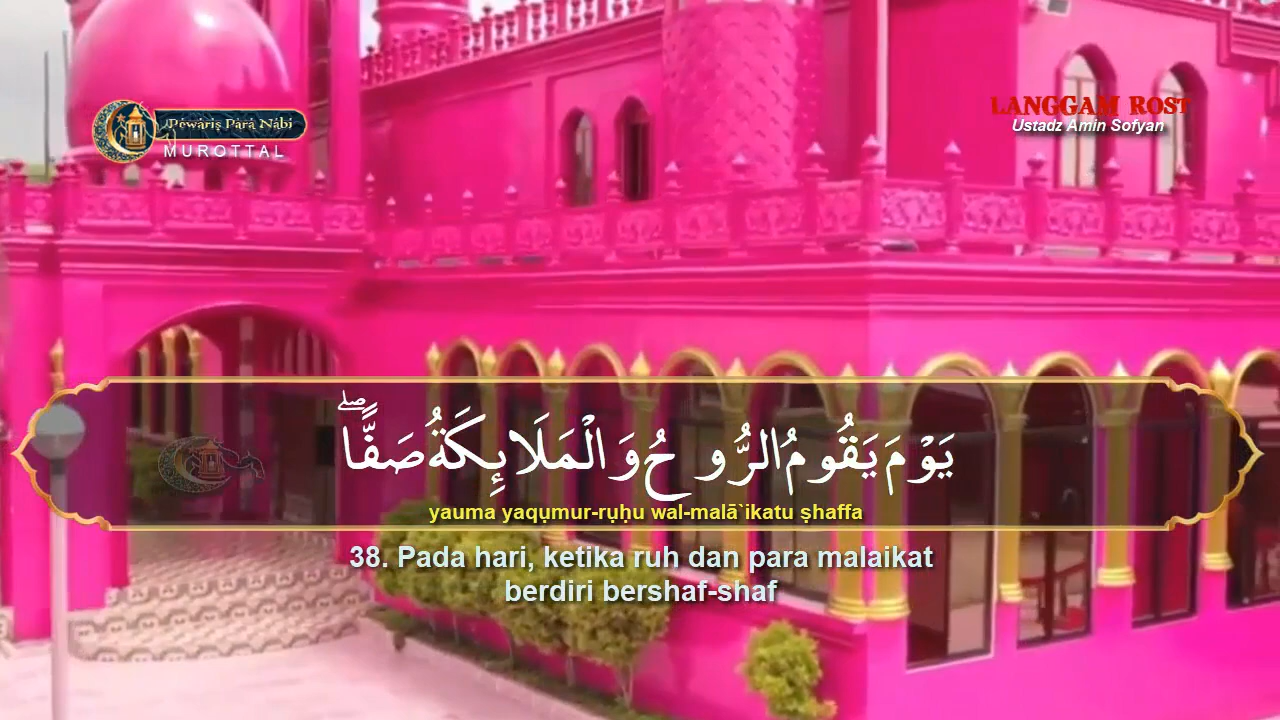 Pewaris Para Nabi
MUROTTAL
LANGGAM ROST
Ustadz Amin Sofyan
يَوْمَ يَقُومُ الرُّوحُ وَالْمَلَابِٕكَةُ صَفًّاۖ
yauma yaqụmur-rụḥu wal-malā`ikatu ṣhaffa
38. Pada hari, ketika ruh dan para malaikat
berdiri bershaf-shaf